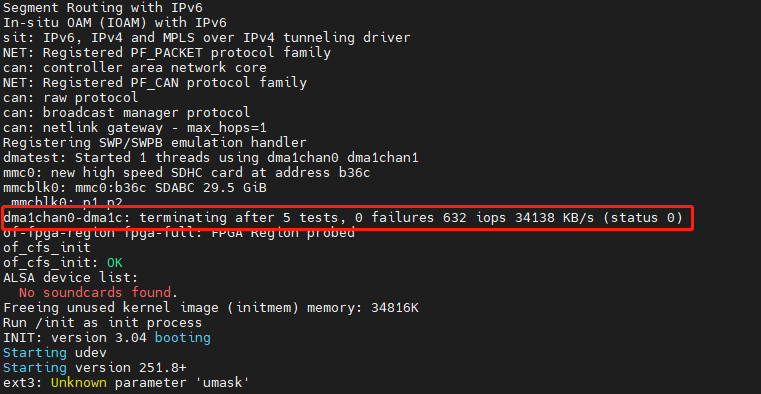 Segment Routing with IPv6
In-situ OAM (IOAM) with IPv6
sit: IPv6, IPv4 and MPLS over IPv4 tunneling driver
NET: Registered PF_PACKET protocol family
can: controller area network core
NET: Registered PF_CAN protocol family
can: raw protocol
can: broadcast manager protocol
can: netlink gateway - max_hops=1
Registering SWP/SWPB emulation handler
dmatest: Started 1 threads using dma1chan0 dma1chan1
mmc0: new high speed SDHC card at address b36c
mmcblk0: mmc0:b36c SDABC 29.5 GiB
mmcblk0: p1 p2
dma1chan0-dma1c: terminating after 5 tests, 0 failures 632 iops 34138 KB/s (status 0)
of-fpga-region fpga-full: FPGA Region probed
of_cfs_init
of_cfs_init: OK
ALSA device list:
  No soundcards found.
Freeing unused kernel image (initmem) memory: 34816K
Run /init as init process
INIT: version 3.04 booting
Starting udev
Starting version 251.8+
ext3: Unknown parameter 'umask'